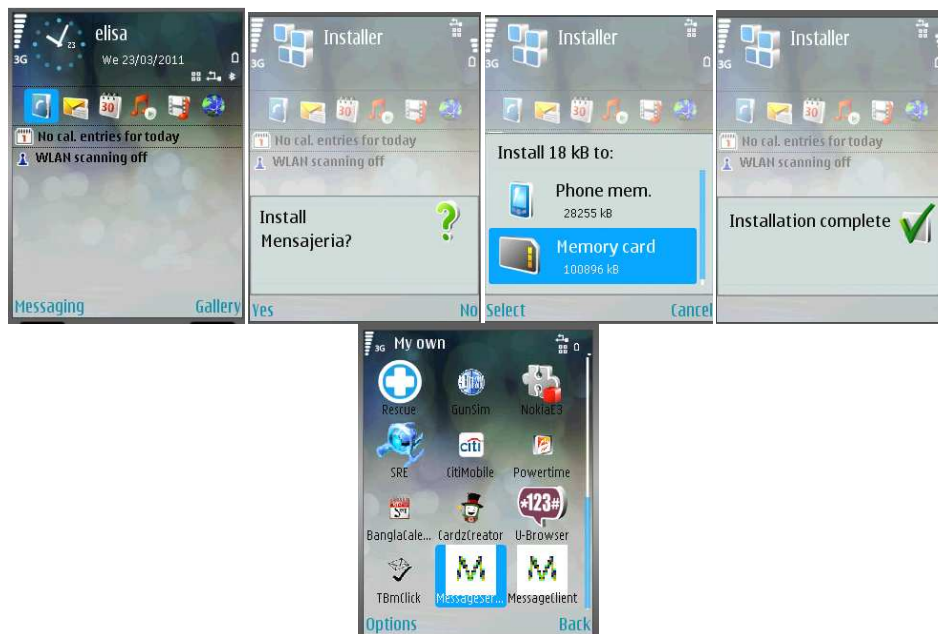 elisa
23
3G
We 23/03/2011
No cal. entries for today
WLAN scanning off
Messaging Gallery
Installer
3G
30
No cal. entries for today
WLAN scanning off
Install
Mensajeria?
Yes No
Installer
3G
30
Install 18 kB to:
Phone mem.
28255 kB
Memory card
100896 kB
Select Cancel
Installer
3G
30
No cal. entries for today
WLAN scanning off
Installation complete
3G My own
Rescue GunSim NokiaE3
citi
SRE CitiMobile Powertime
*123#
BanglaCale... CardzCreator U-Browser
M M
TBmClick MessageSer... MessageClient
Options Back